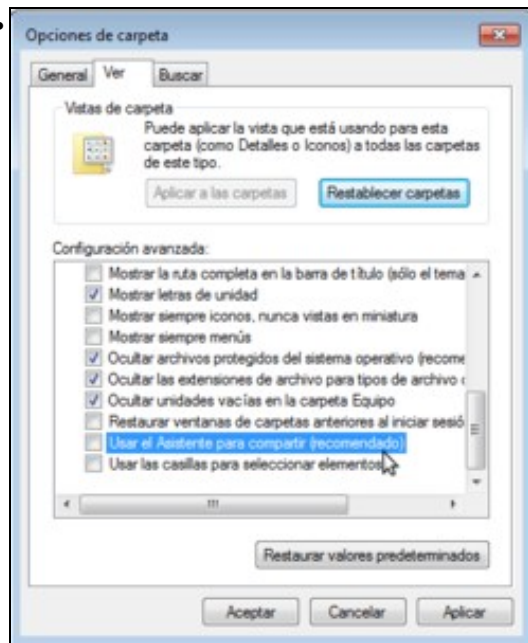 Opciones de carpeta
General Ver Buscar
Vistas de carpeta
Puede aplicar la vista que está usando para esta
carpeta (como Detalles o Iconos) a todas las carpetas
de este tipo.
Aplicar a las carpetas Restablecer carpetas
Configuración avanzada:
Mostrar la ruta completa en la barra de título (sólo el tema
Mostrar letras de unidad
Mostrar siempre iconos, nunca vistas en miniatura
Mostrar siempre menús
Ocultar archivos protegidos del sistema operativo (recome
Ocultar las extensiones de archivo para tipos de archivo
Ocultar unidades vacías en la carpeta Equipo
Restaurar ventanas de carpetas anteriores al iniciar sesió
Usar el Asistente para compartir (recomendado)
Usar las casillas para seleccionar elementos
Restaurar valores predeterminados
Aceptar Cancelar Aplicar